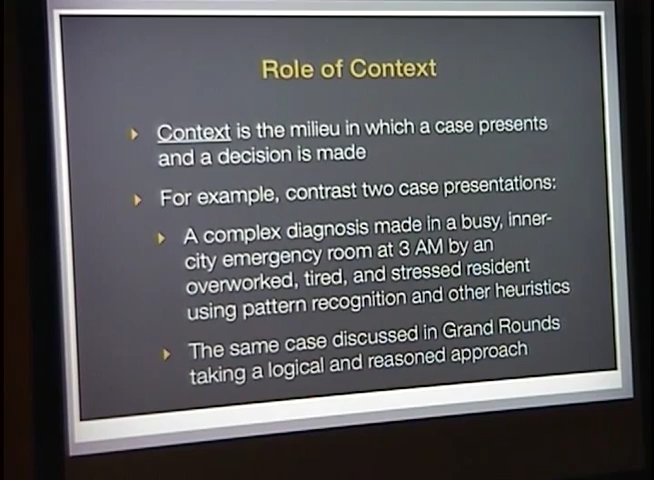 Role of Context
Context is the milieu in which a case presents
and a decision is made
For example, contrast two case presentations:
A complex diagnosis made in a busy, inner-
city emergency room at 3 AM by an
overworked, tired, and stressed resident
using pattern recognition and other heuristics
The same case discussed in Grand Rounds
taking a logical and reasoned approach